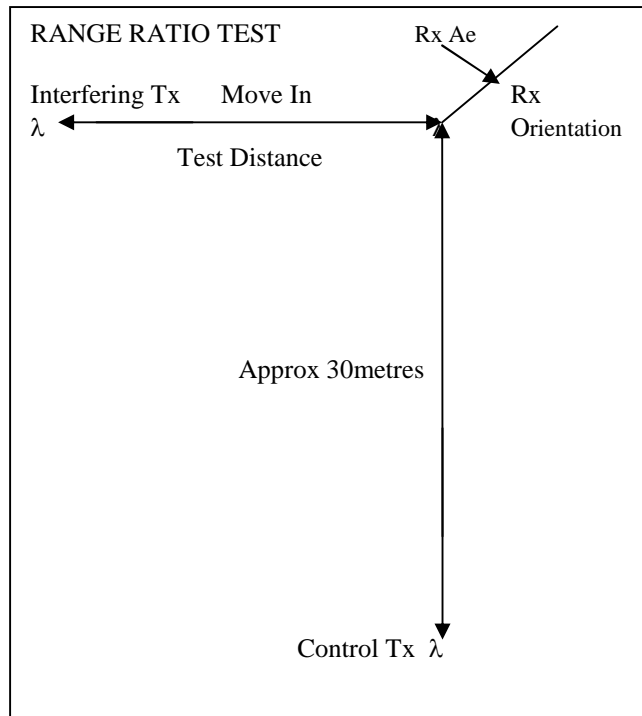 RANGE RATIO TEST
Rx Ae
Interfering Tx Move In
Rx
λ
Orientation
Test Distance
Approx 30metres
Control Tx λ